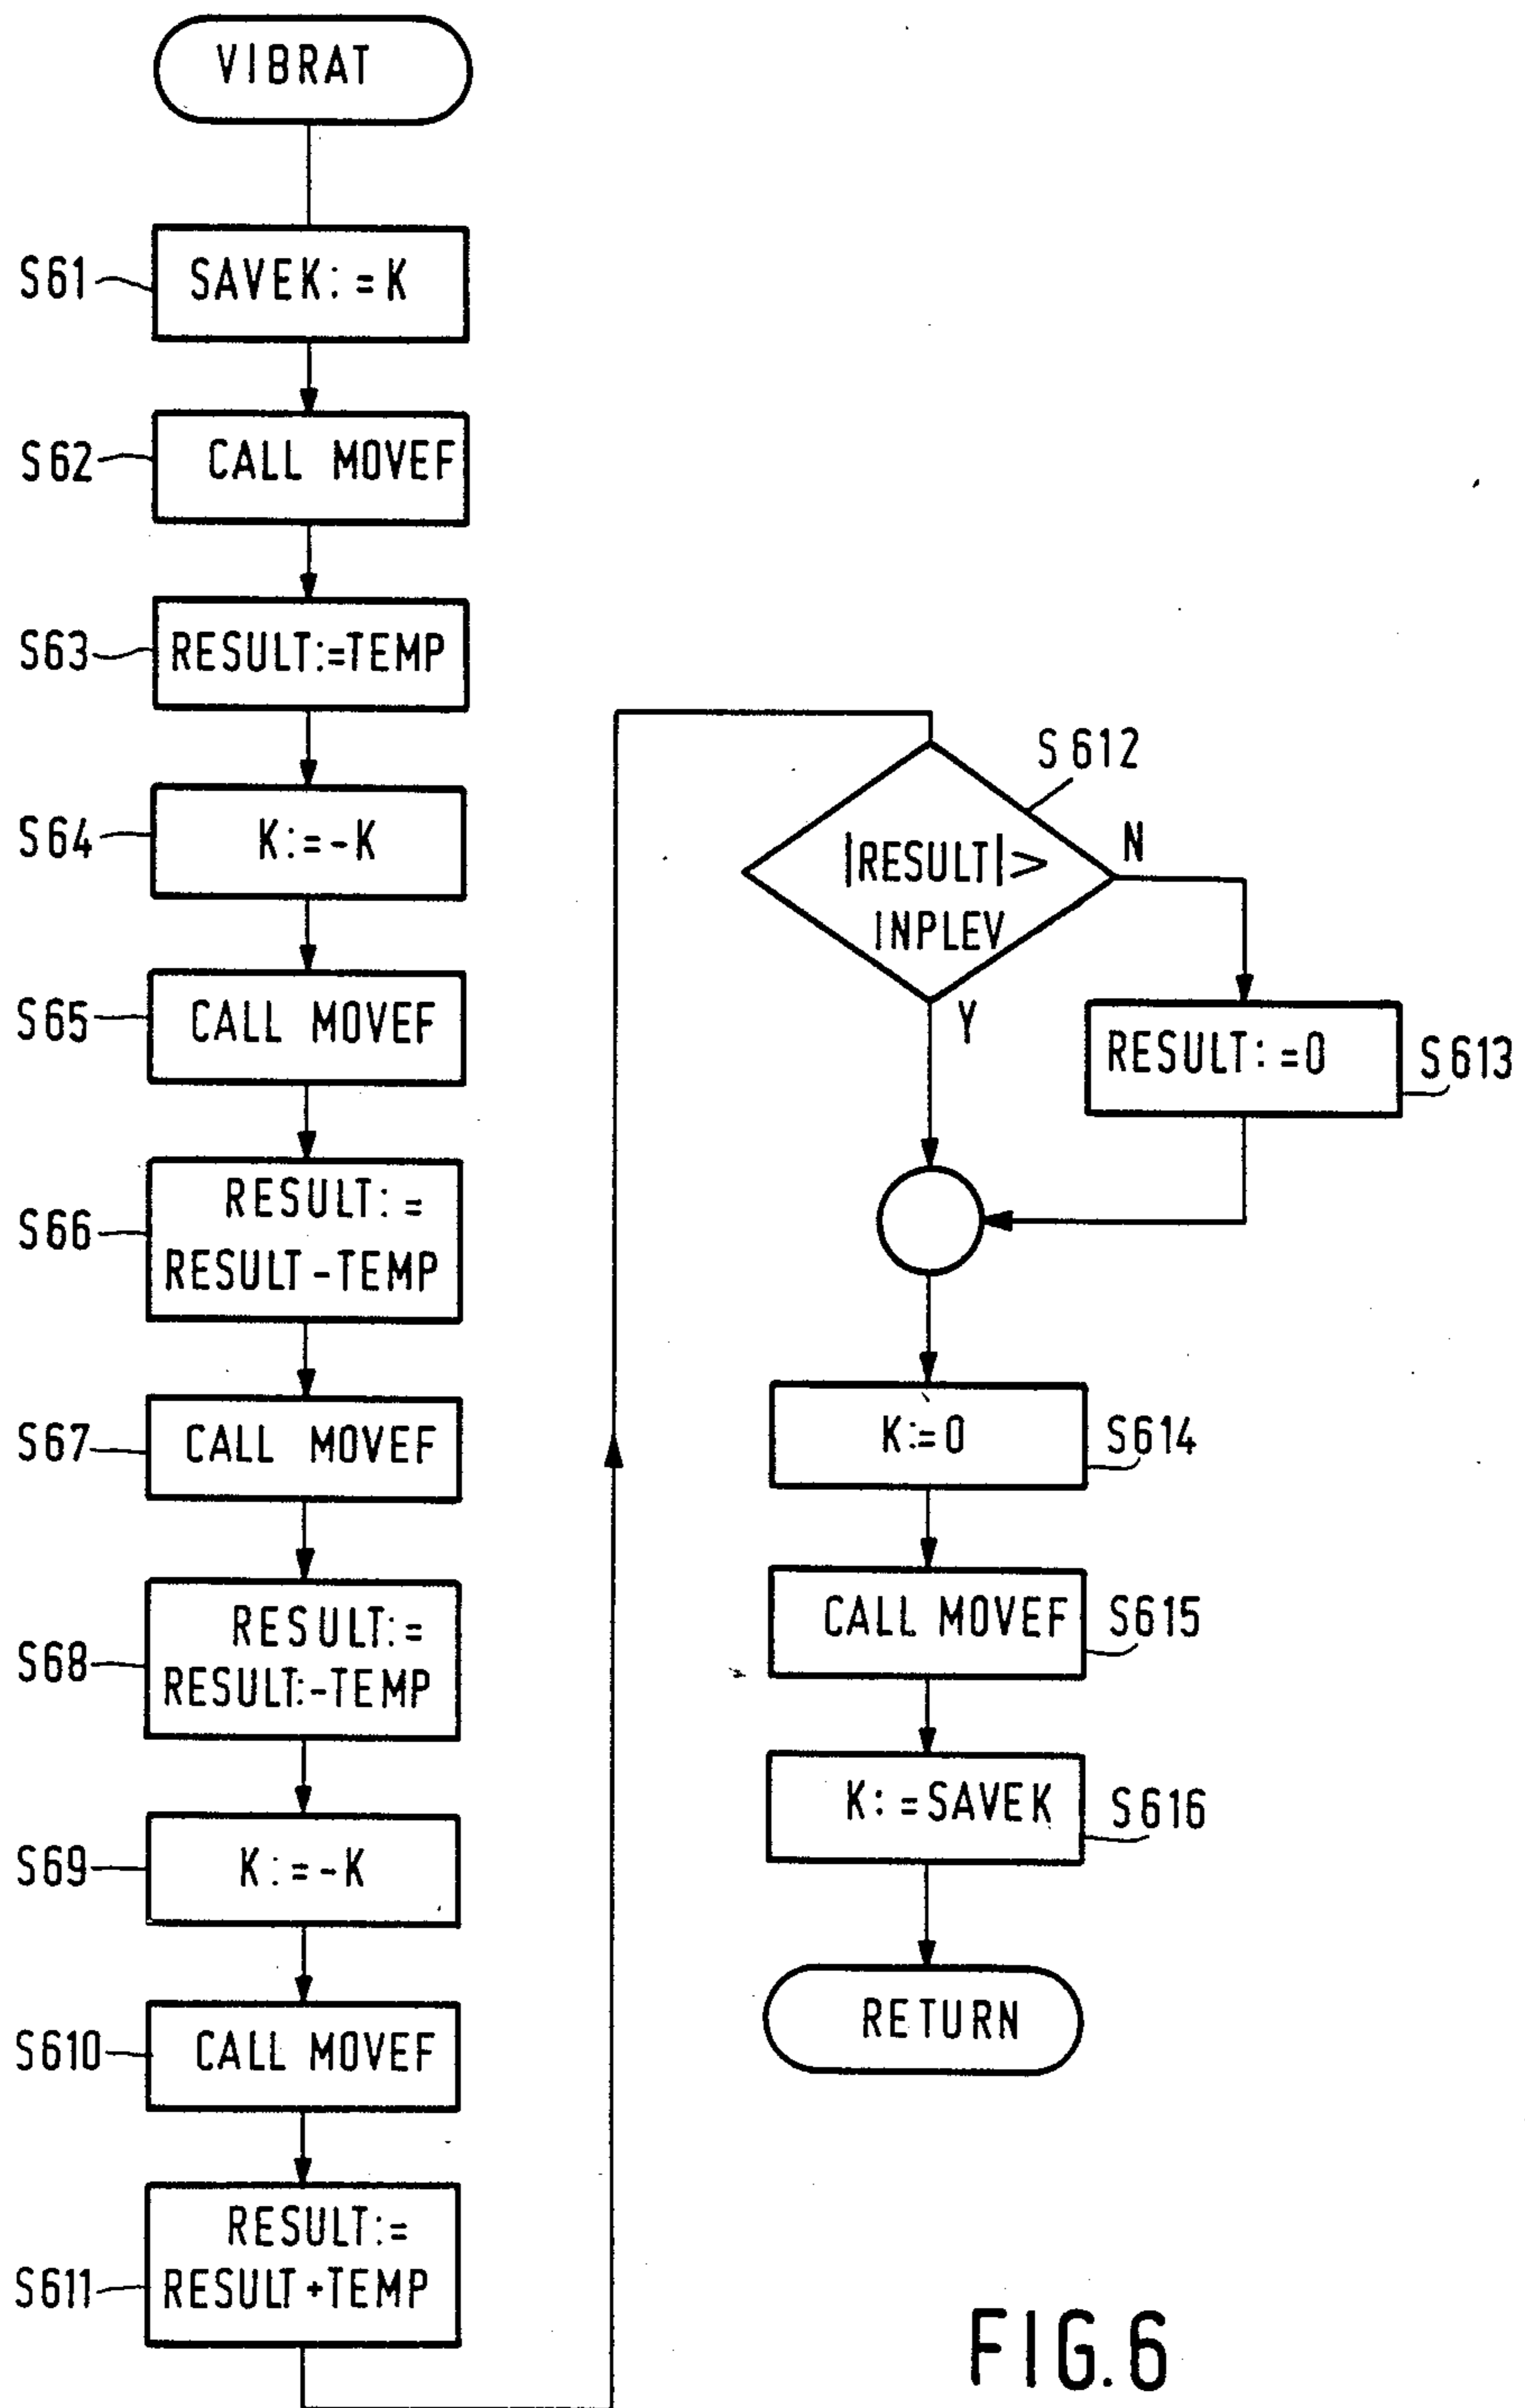 VIBRAT
S61
SAVEK:=K
S62
CALL MOVEF
S63
RESULT:=TEMP
S64
K:=-K
S65
CALL MOVEF
S66
RESULT:=
RESULT-TEMP
S67
CALL MOVEF
S68
RESULT:=
RESULT:-TEMP
S69
K:=-K
S610
CALL MOVEF
S611
RESULT:=
RESULT+TEMP
S612
|RESULT|>
INPLEV
N
Y
RESULT:=0
S613
K:=0
S614
CALL MOVEF
S615
K:=SAVEK
S616
RETURN
FIG.6